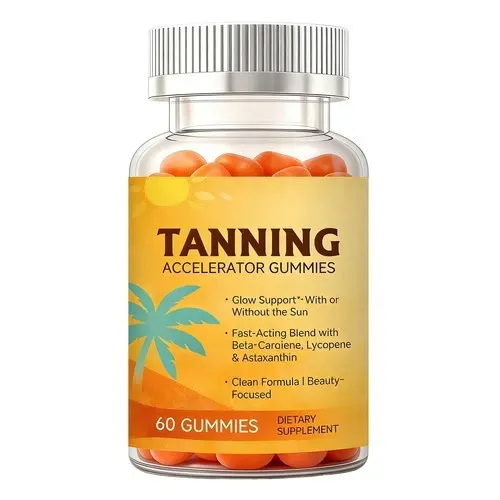 TANNING
ACCELERATOR GUMMIES
• Glow Support*-With or
Without the Sun
• Fast-Acting Blend with
Beta-Caroiene, Lycopene
& Astaxanthin
• Clean Formula | Beauty-
Focused
60 GUMMIES
DIETARY
SUPPLEMENT